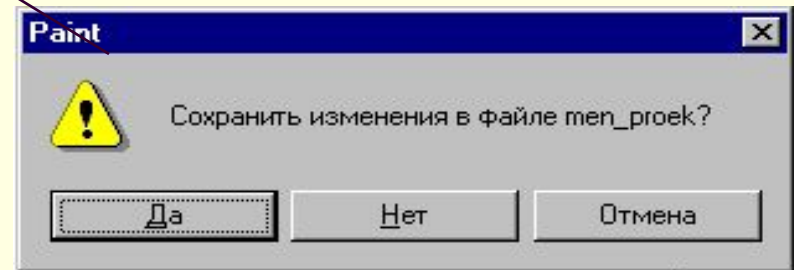 Paint
Сохранить изменения в файле men_proek?
Да Нет Отмена